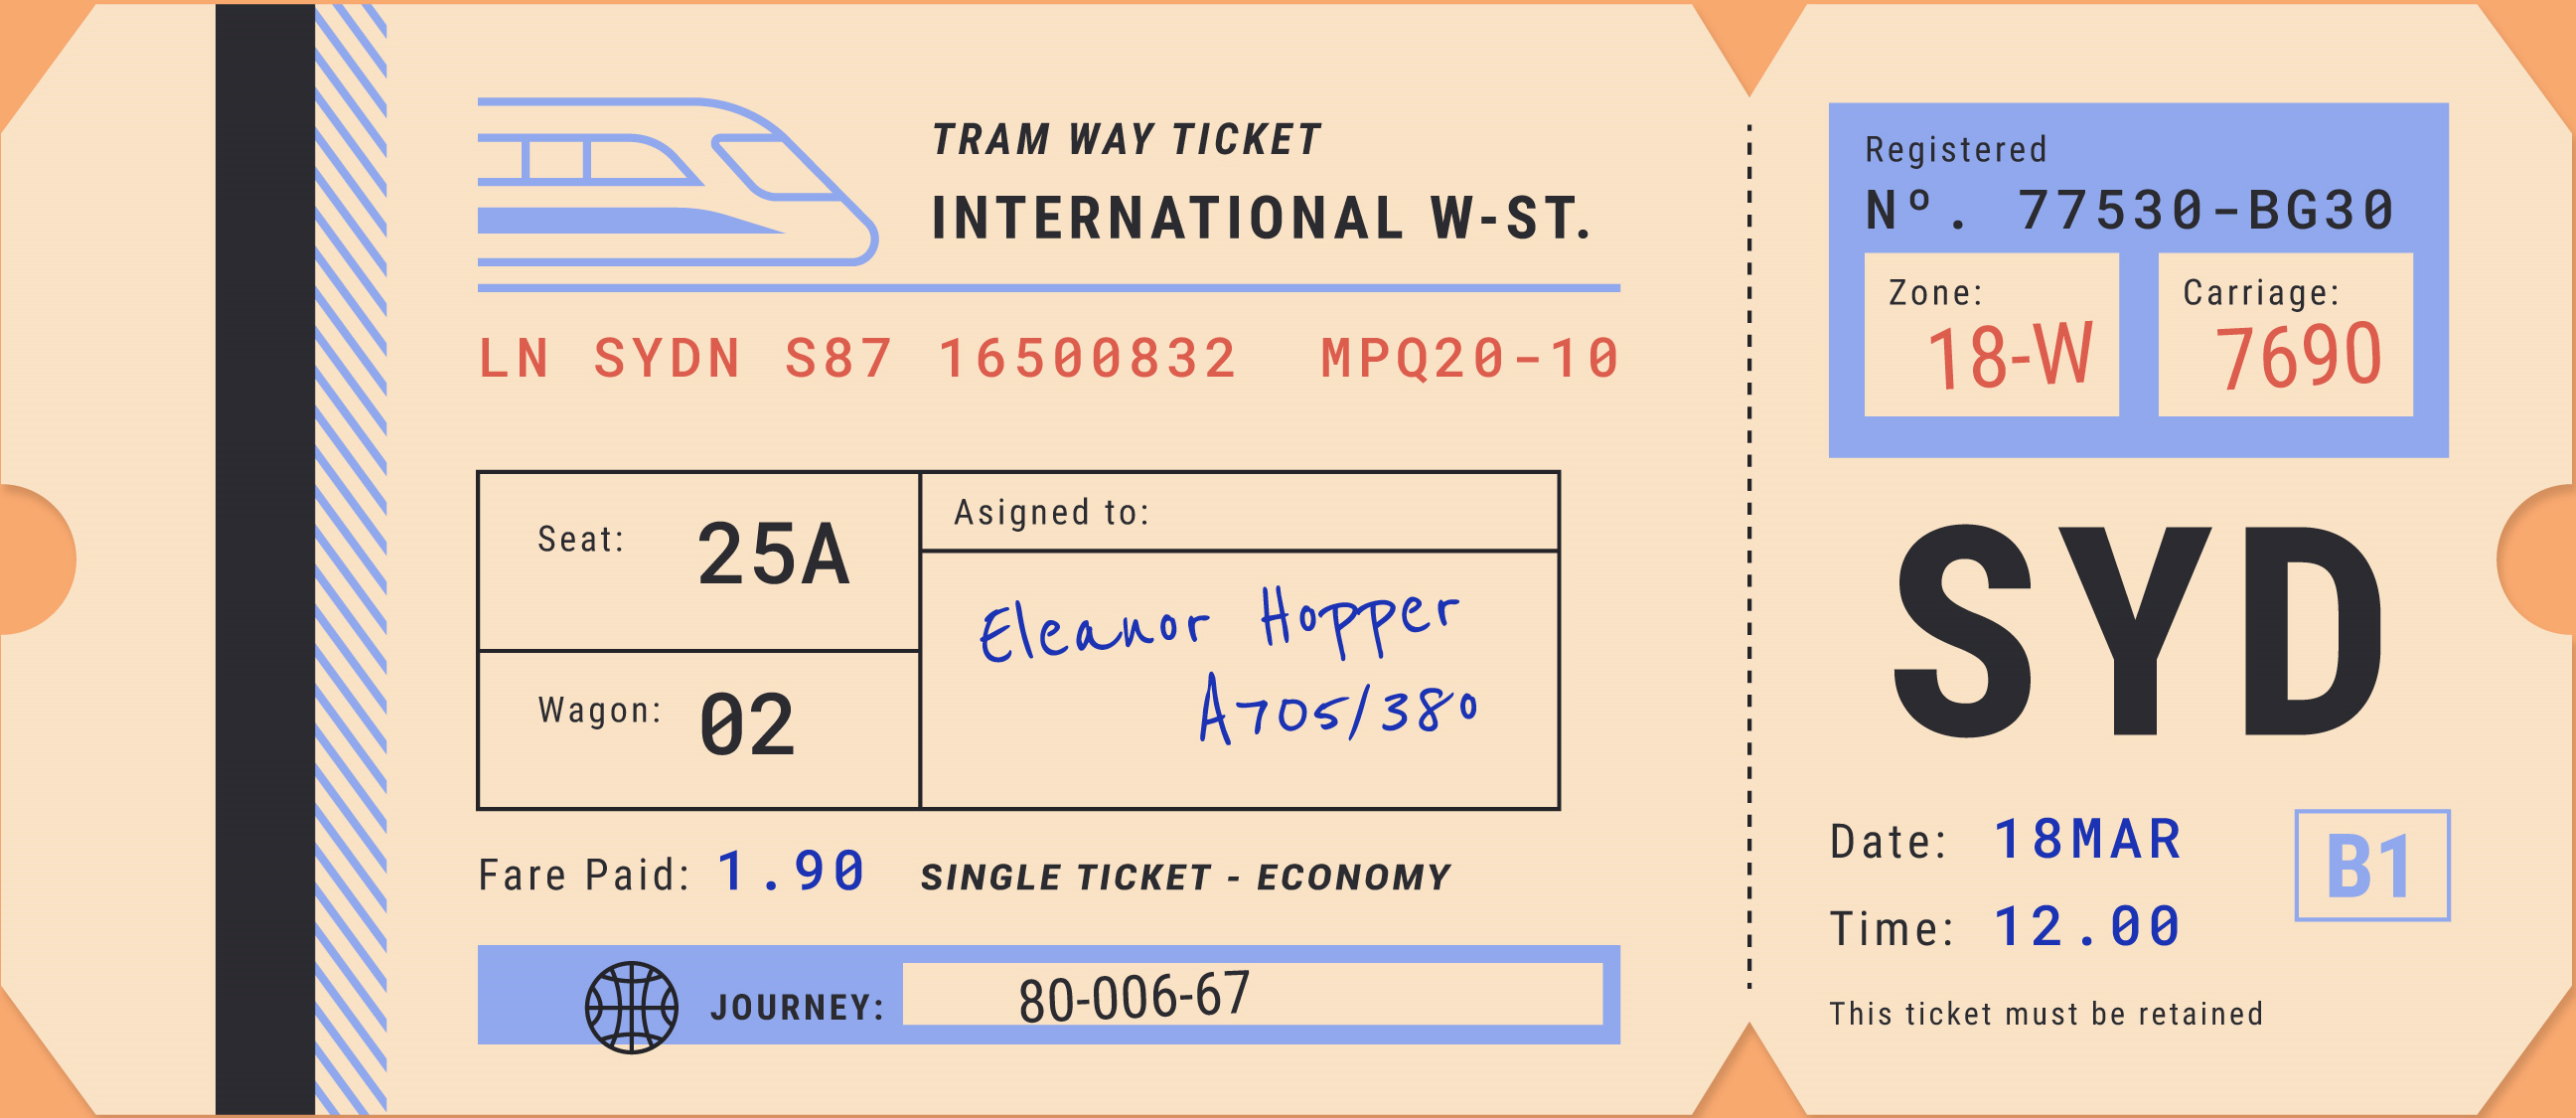 TRAM WAY TICKET
INTERNATIONAL W-ST.
LN SYDN S87 16500832 MPQ20-10
Seat: 25A
Wagon: 02
Asigned to:
Eleanor Hopper
A705/380
Fare Paid: 1.90 SINGLE TICKET - ECONOMY
JOURNEY: 80-006-67
Registered
Nº. 77530-BG30
Zone: 18-W
Carriage: 7690
SYD
Date: 18MAR
Time: 12.00
B1
This ticket must be retained